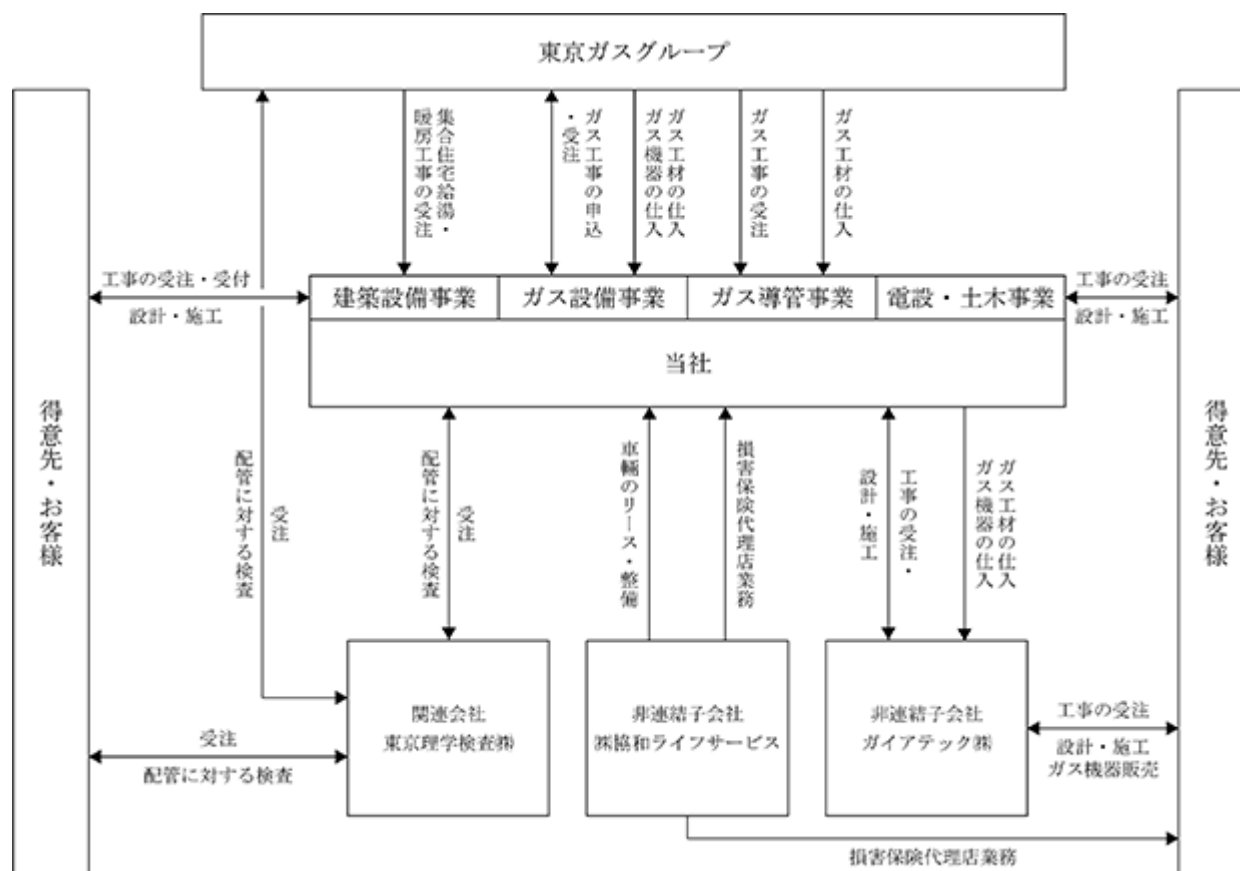 東京ガスグループ
集合住宅給湯・
暖房工事の受注
ガス工事の申込
・受注
ガス工材の仕入
ガス機器の仕入
ガス工事の受注
ガス工材の仕入
工事の受注・受付
設計・施工
建築設備事業
ガス設備事業
ガス導管事業
電設・土木事業
工事の受注
設計・施工
当社
得意先・お客様
得意先・お客様
受注
配管に対する検査
受注
配管に対する検査
車輛のリース・整備
損害保険代理店業務
工事の受注・
設計・施工
ガス工材の仕入
ガス機器の仕入
関連会社
東京理学検査㈱
非連結子会社
㈱協和ライフサービス
非連結子会社
ガイアテック㈱
受注
配管に対する検査
工事の受注
設計・施工
ガス機器販売
損害保険代理店業務